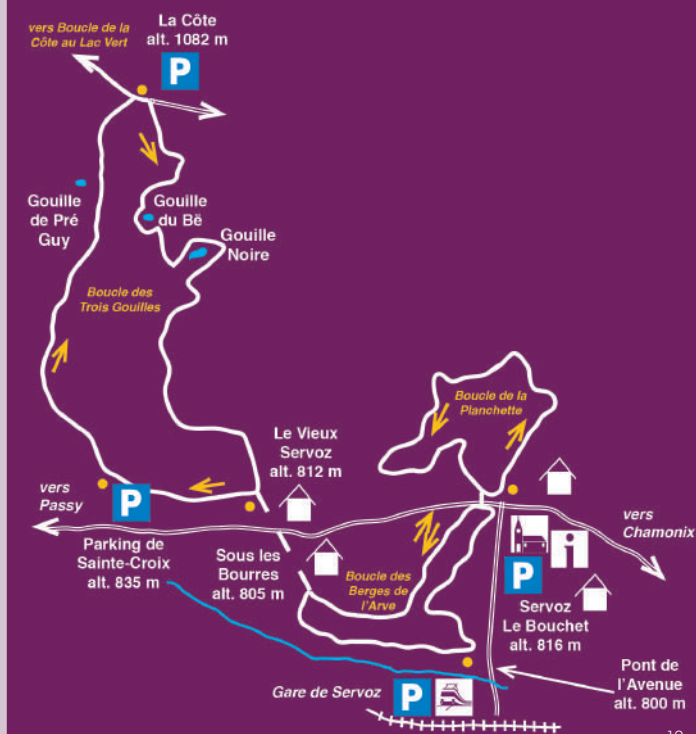 vers Boucle de la
Côte au Lac Vert
La Côte
alt. 1082 m
P
Gouille
de Pré
Guy
Gouille
du Bë
Gouille
Noire
Boucle des
Trois Gouilles
Boucle de la
Planchette
Le Vieux
Servoz
alt. 812 m
vers
Passy
P
vers
Chamonix
Parking de
Sainte-Croix
alt. 835 m
Sous les
Bourres
alt. 805 m
Boucle des
Berges de
l'Arve
i
P
Servoz
Le Bouchet
alt. 816 m
Pont de
l'Avenue
alt. 800 m
Gare de Servoz
P